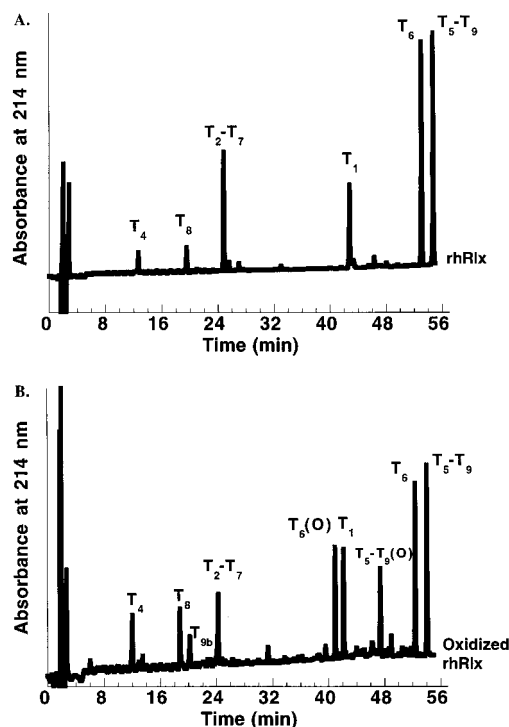 A.
Absorbance at 214 nm
T4
T8
T2-T7
T1
T6
T5-T9
rhRlx
0 8 16 24 32 40 48 56
Time (min)
B.
Absorbance at 214 nm
T4
T8
T9b
T2-T7
T6(O)
T1
T5-T9(O)
T6
T5-T9
Oxidized
rhRlx
0 8 16 24 32 40 48 56
Time (min)